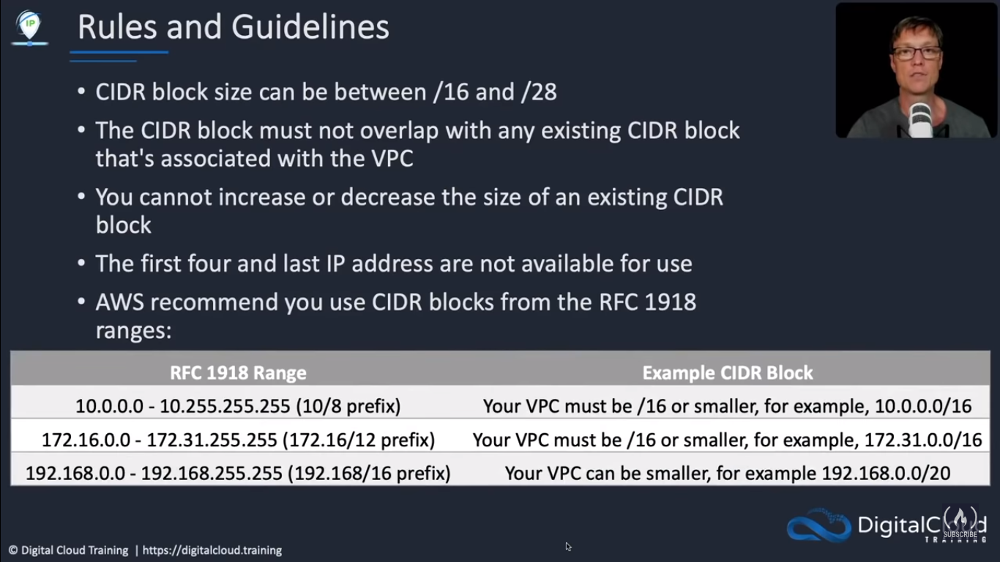 IP
Rules and Guidelines
• CIDR block size can be between /16 and /28
• The CIDR block must not overlap with any existing CIDR block
that's associated with the VPC
• You cannot increase or decrease the size of an existing CIDR
block
• The first four and last IP address are not available for use
• AWS recommend you use CIDR blocks from the RFC 1918
ranges:
RFC 1918 Range Example CIDR Block
10.0.0.0 - 10.255.255.255 (10/8 prefix) Your VPC must be /16 or smaller, for example, 10.0.0.0/16
172.16.0.0 - 172.31.255.255 (172.16/12 prefix) Your VPC must be /16 or smaller, for example, 172.31.0.0/16
192.168.0.0 - 192.168.255.255 (192.168/16 prefix) Your VPC can be smaller, for example 192.168.0.0/20
DigitalCloud
SUBSCRIBE
TRAINING
© Digital Cloud Training | https://digitalcloud.training